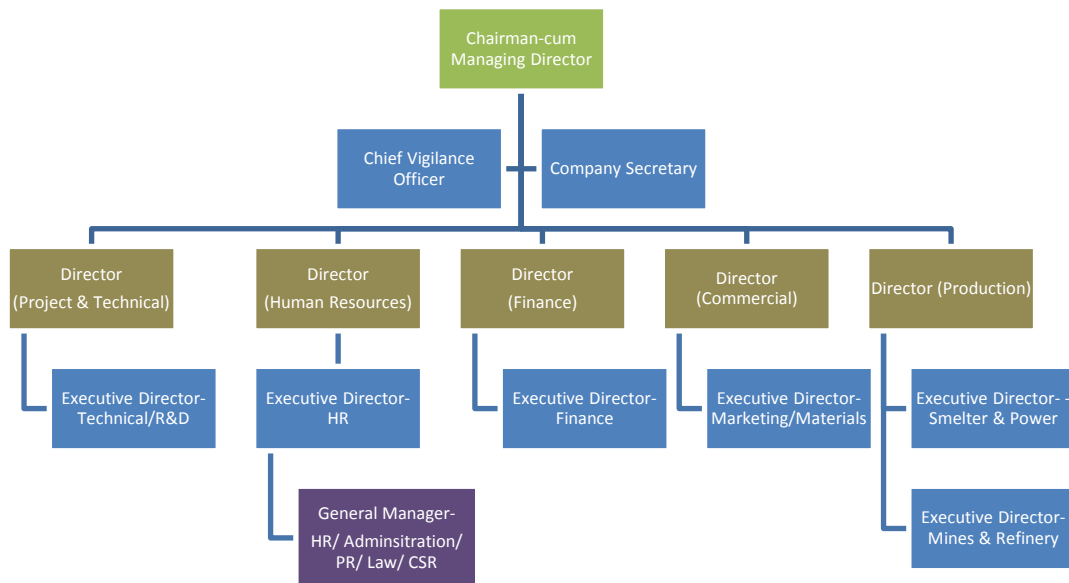 Chairman-cum
Managing Director
Chief Vigilance
Officer
Company Secretary
Director
(Project & Technical)
Director
(Human Resources)
Director
(Finance)
Director
(Commercial)
Director (Production)
Executive Director-
Technical/R&D
Executive Director-
HR
Executive Director-
Finance
Executive Director-
Marketing/Materials
Executive Director- -
Smelter & Power
General Manager-
HR/ Adminsitration/
PR/ Law/ CSR
Executive Director-
Mines & Refinery